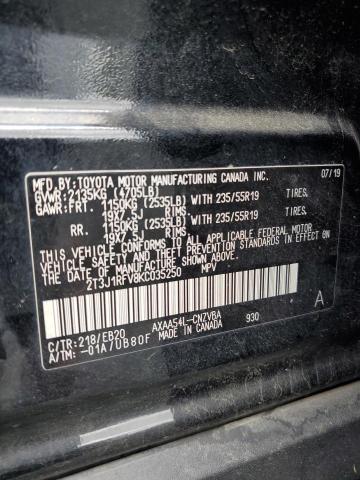 MFD.BY:TOYOTA MOTOR MANUFACTURING CANADA INC. 07/19
GVWR:2135KG (4705LB)
GAWR:FRT. 1150KG (2535LB) WITH 235/55R19 TIRES.
19X7.5J RIMS.
RR. 1150KG (2535LB) WITH 235/55R19 TIRES.
19X7.5J RIMS.
THIS VEHICLE CONFORMS TO ALL APPLICABLE
FEDERAL MOTOR VEHICLE SAFETY AND THEFT
PREVENTION STANDARDS IN EFFECT ON THE DATE OF
MANUFACTURE SHOWN ABOVE.
2T3J1RFV8KC035250 MPV
A
C/TR:218/EB20 AXAA54L-CNZVBA 930
A/TM:-01A/UB80F MADE IN CANADA